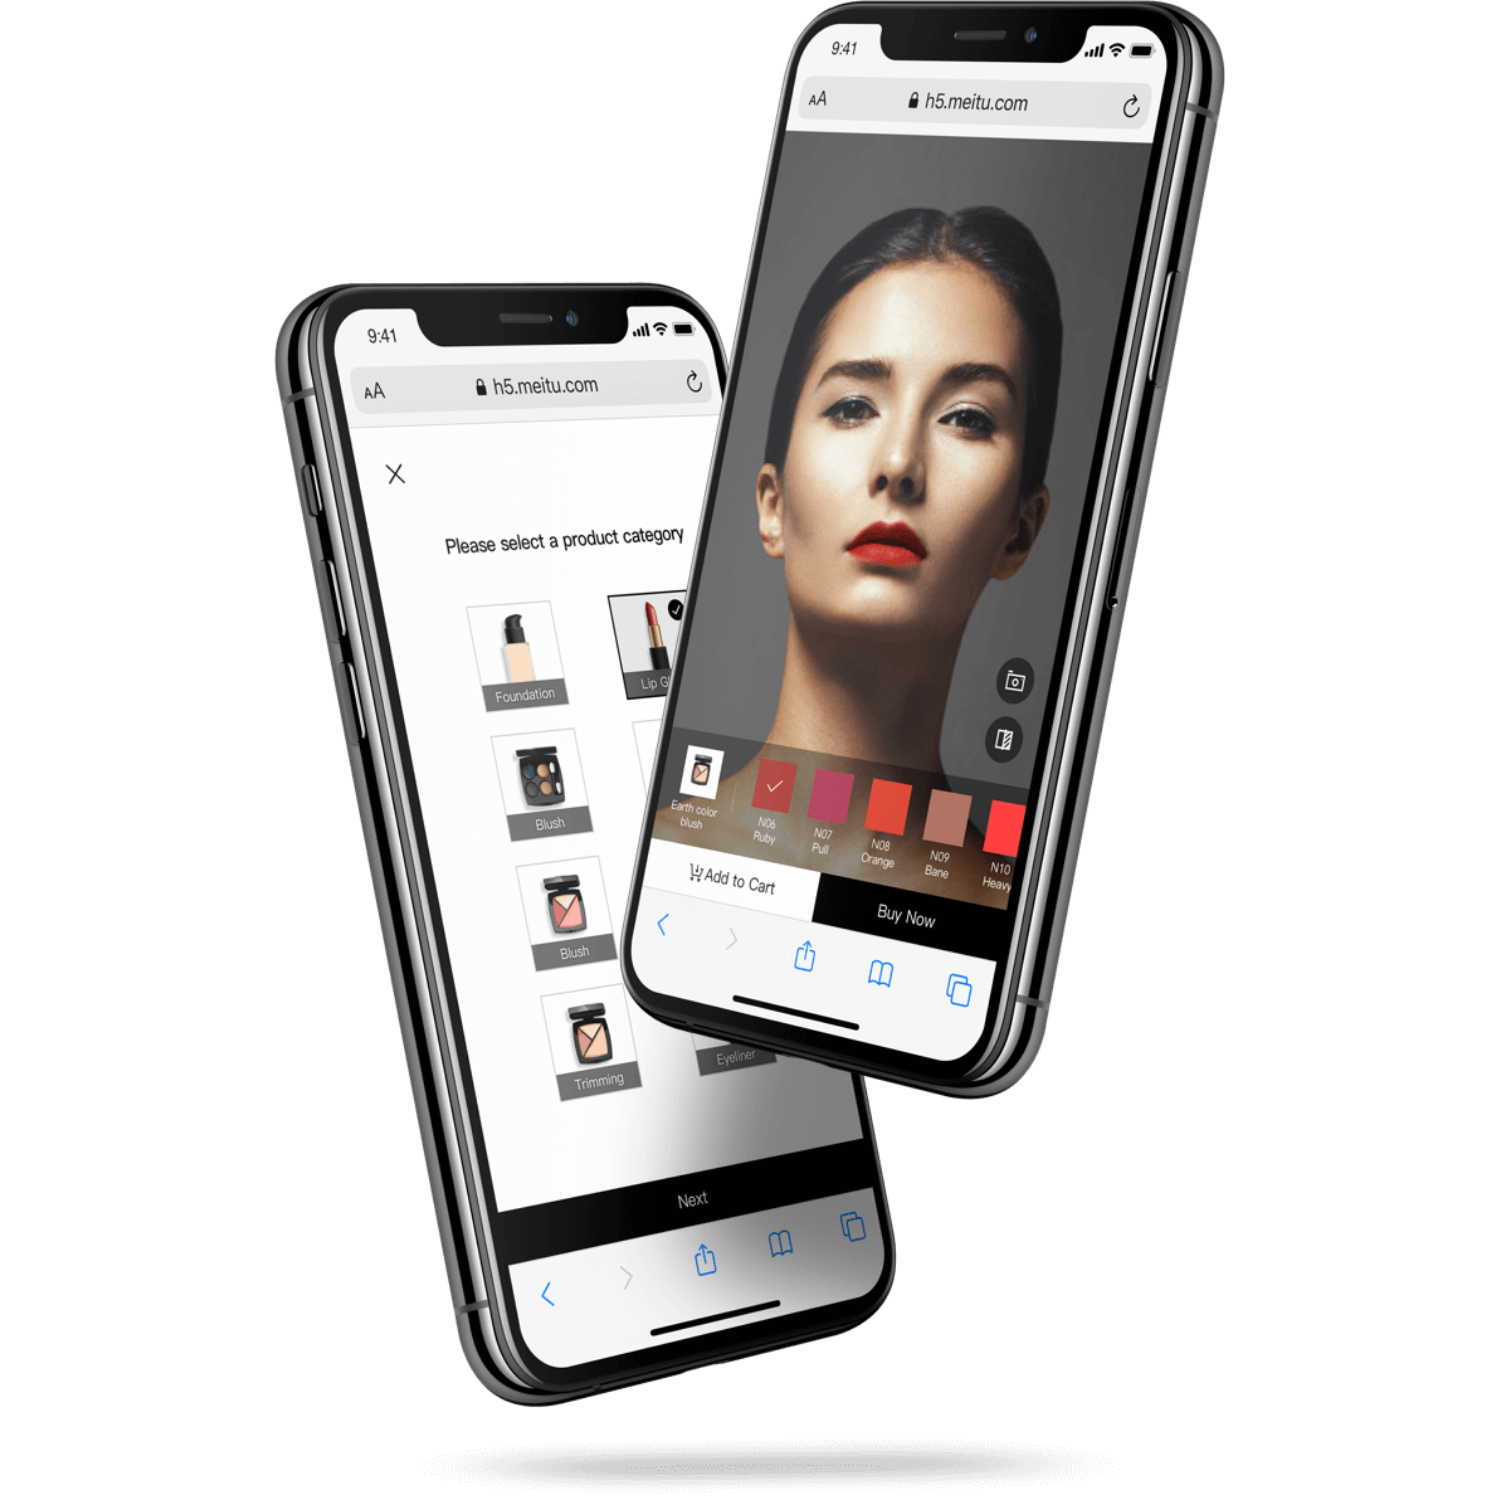 9:41
AA h5.meitu.com
Please select a product category
Foundation
Lip
Blush
Blush
Trimming
Eyeliner
Next
9:41
AA h5.meitu.com
Earth color
blush
N06
Ruby
N07
Pull
N08
Orange
N09
Bane
N10
Heavy
Add to Cart
Buy Now